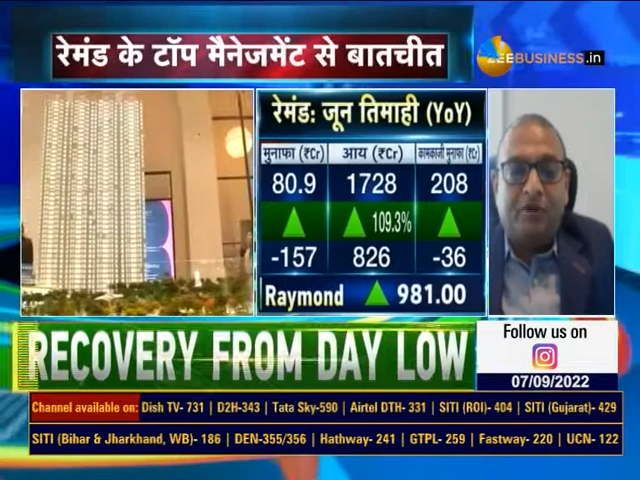 रेमंड के टॉप मैनेजमेंट से बातचीत
ZEEBUSINESS.in
रेमंड: जून तिमाही (YoY)
मुनाफा (₹Cr) आय (₹Cr) कामकाजी मुनाफा (₹Cr
80.9 1728 208
109.3%
-157 826 -36
Raymond 981.00
RECOVERY FROM DAY LOW
Follow us on
07/09/2022
Channel available on: Dish TV- 731 | D2H-343 | Tata Sky-590 | Airtel DTH- 331 | SITI (ROI)- 404 | SITI (Gujarat)- 429
SITI (Bihar & Jharkhand, WB)- 186 | DEN-355/356 | Hathway- 241 | GTPL- 259 | Fastway- 220 | UCN- 122